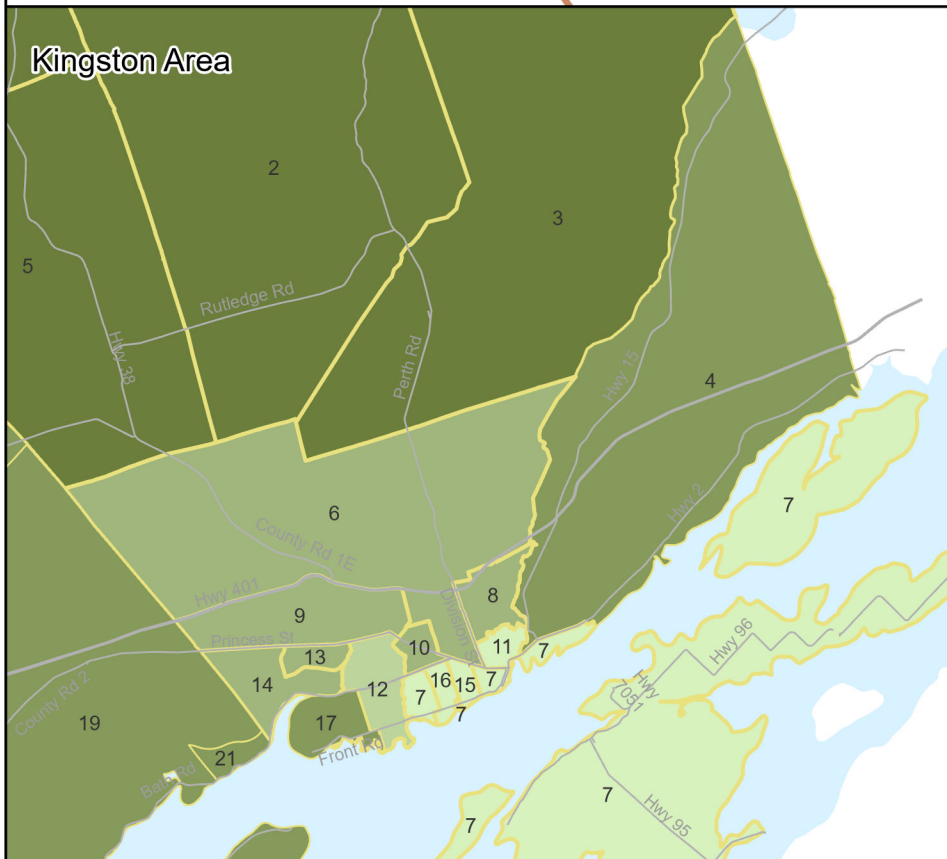 Kingston Area
2
3
5
Rutledge Rd
Hwy 38
Perth Rd
Hwy 15
4
7
Hwy 2
6
County Rd 1E
Hwy 401
9
8
Division St
Princess St
10
11
7
13
14
12
16
15
7
7
7
Hwy 96
Hwy
7051
County Rd 2
19
17
Front Rd
21
Bath Rd
7
7
Hwy 95